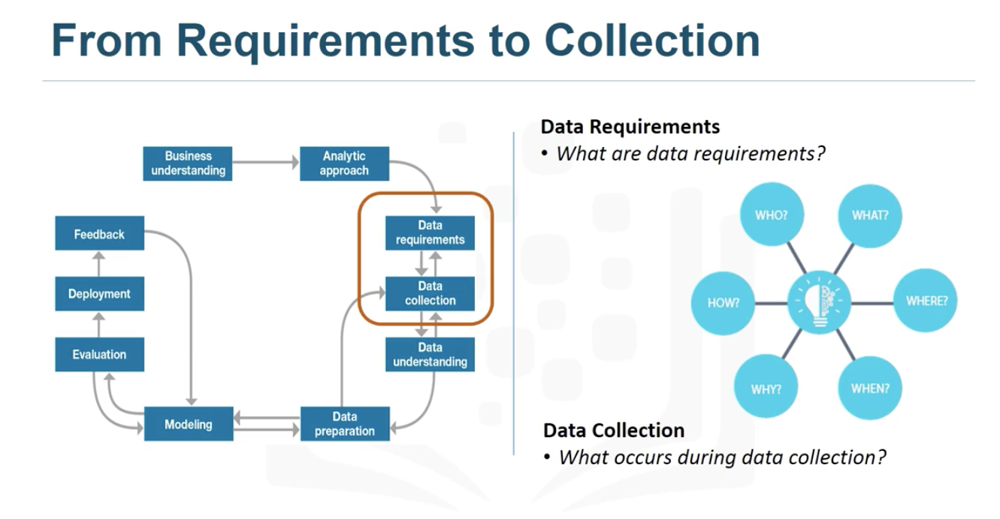 From Requirements to Collection
Business
understanding
Analytic
approach
Data
requirements
Data
collection
Data
understanding
Data
preparation
Modeling
Evaluation
Deployment
Feedback
Data Requirements
• What are data requirements?
WHO?
WHAT?
HOW?
WHERE?
WHY?
WHEN?
Data Collection
• What occurs during data collection?